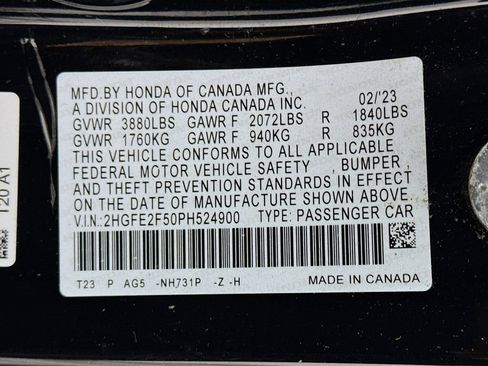 MFD.BY HONDA OF CANADA MFG.,
A DIVISION OF HONDA CANADA INC. 02/'23
GVWR 3880LBS GAWR F 2072LBS R 1840LBS
GVWR 1760KG GAWR F 940KG R 835KG
THIS VEHICLE CONFORMS TO ALL APPLICABLE
FEDERAL MOTOR VEHICLE SAFETY , BUMPER ,
AND THEFT PREVENTION STANDARDS IN EFFECT
ON THE DATE OF MANUFACTURE SHOWN ABOVE.
V.I.N: 2HGFE2F50PH524900 TYPE: PASSENGER CAR
T23 P AG5 -NH731P -Z -H MADE IN CANADA
T20 A1